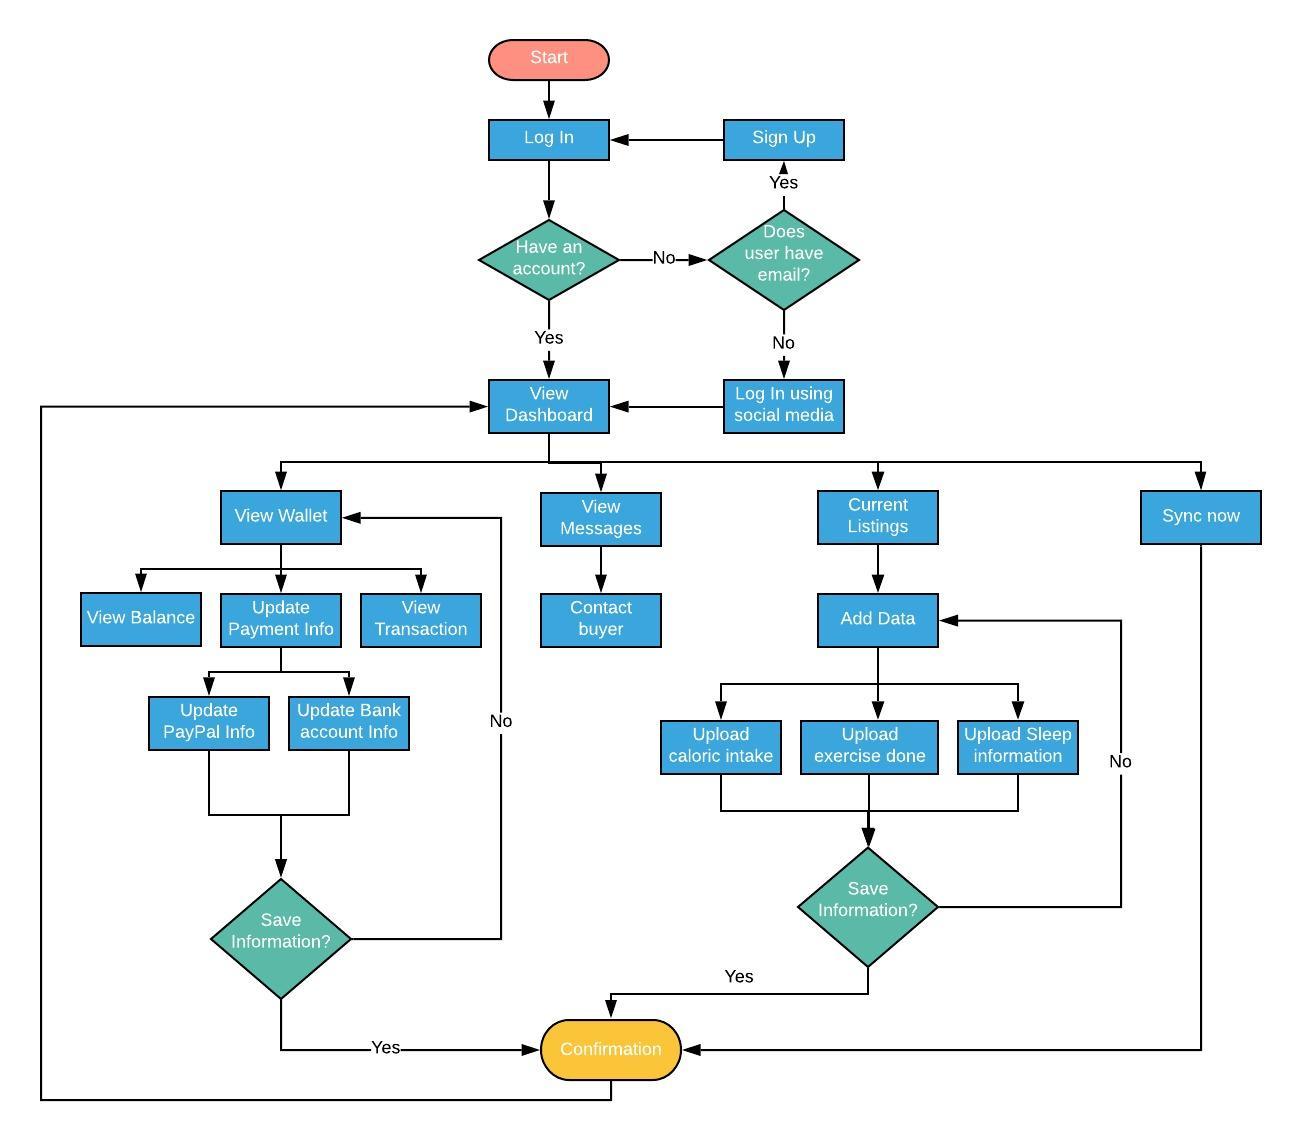 Start
Log In
Sign Up
Yes
Have an
account?
No
Does
user have
email?
Yes
No
View
Dashboard
Log In using
social media
View Wallet
View
Messages
Current
Listings
Sync now
View Balance
Update
Payment Info
View
Transaction
Contact
buyer
Add Data
Update
PayPal Info
Update Bank
account Info
No
Upload
caloric intake
Upload
exercise done
Upload Sleep
information
No
Save
Information?
Save
Information?
Yes
Yes
Confirmation